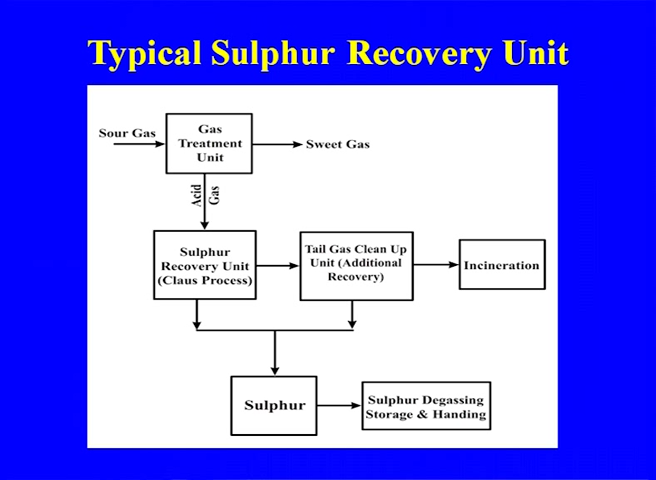 Typical Sulphur Recovery Unit
Sour Gas
Gas
Treatment
Unit
Sweet Gas
Acid
Gas
Sulphur
Recovery Unit
(Claus Process)
Tail Gas Clean Up
Unit (Additional
Recovery)
Incineration
Sulphur
Sulphur Degassing
Storage & Handing